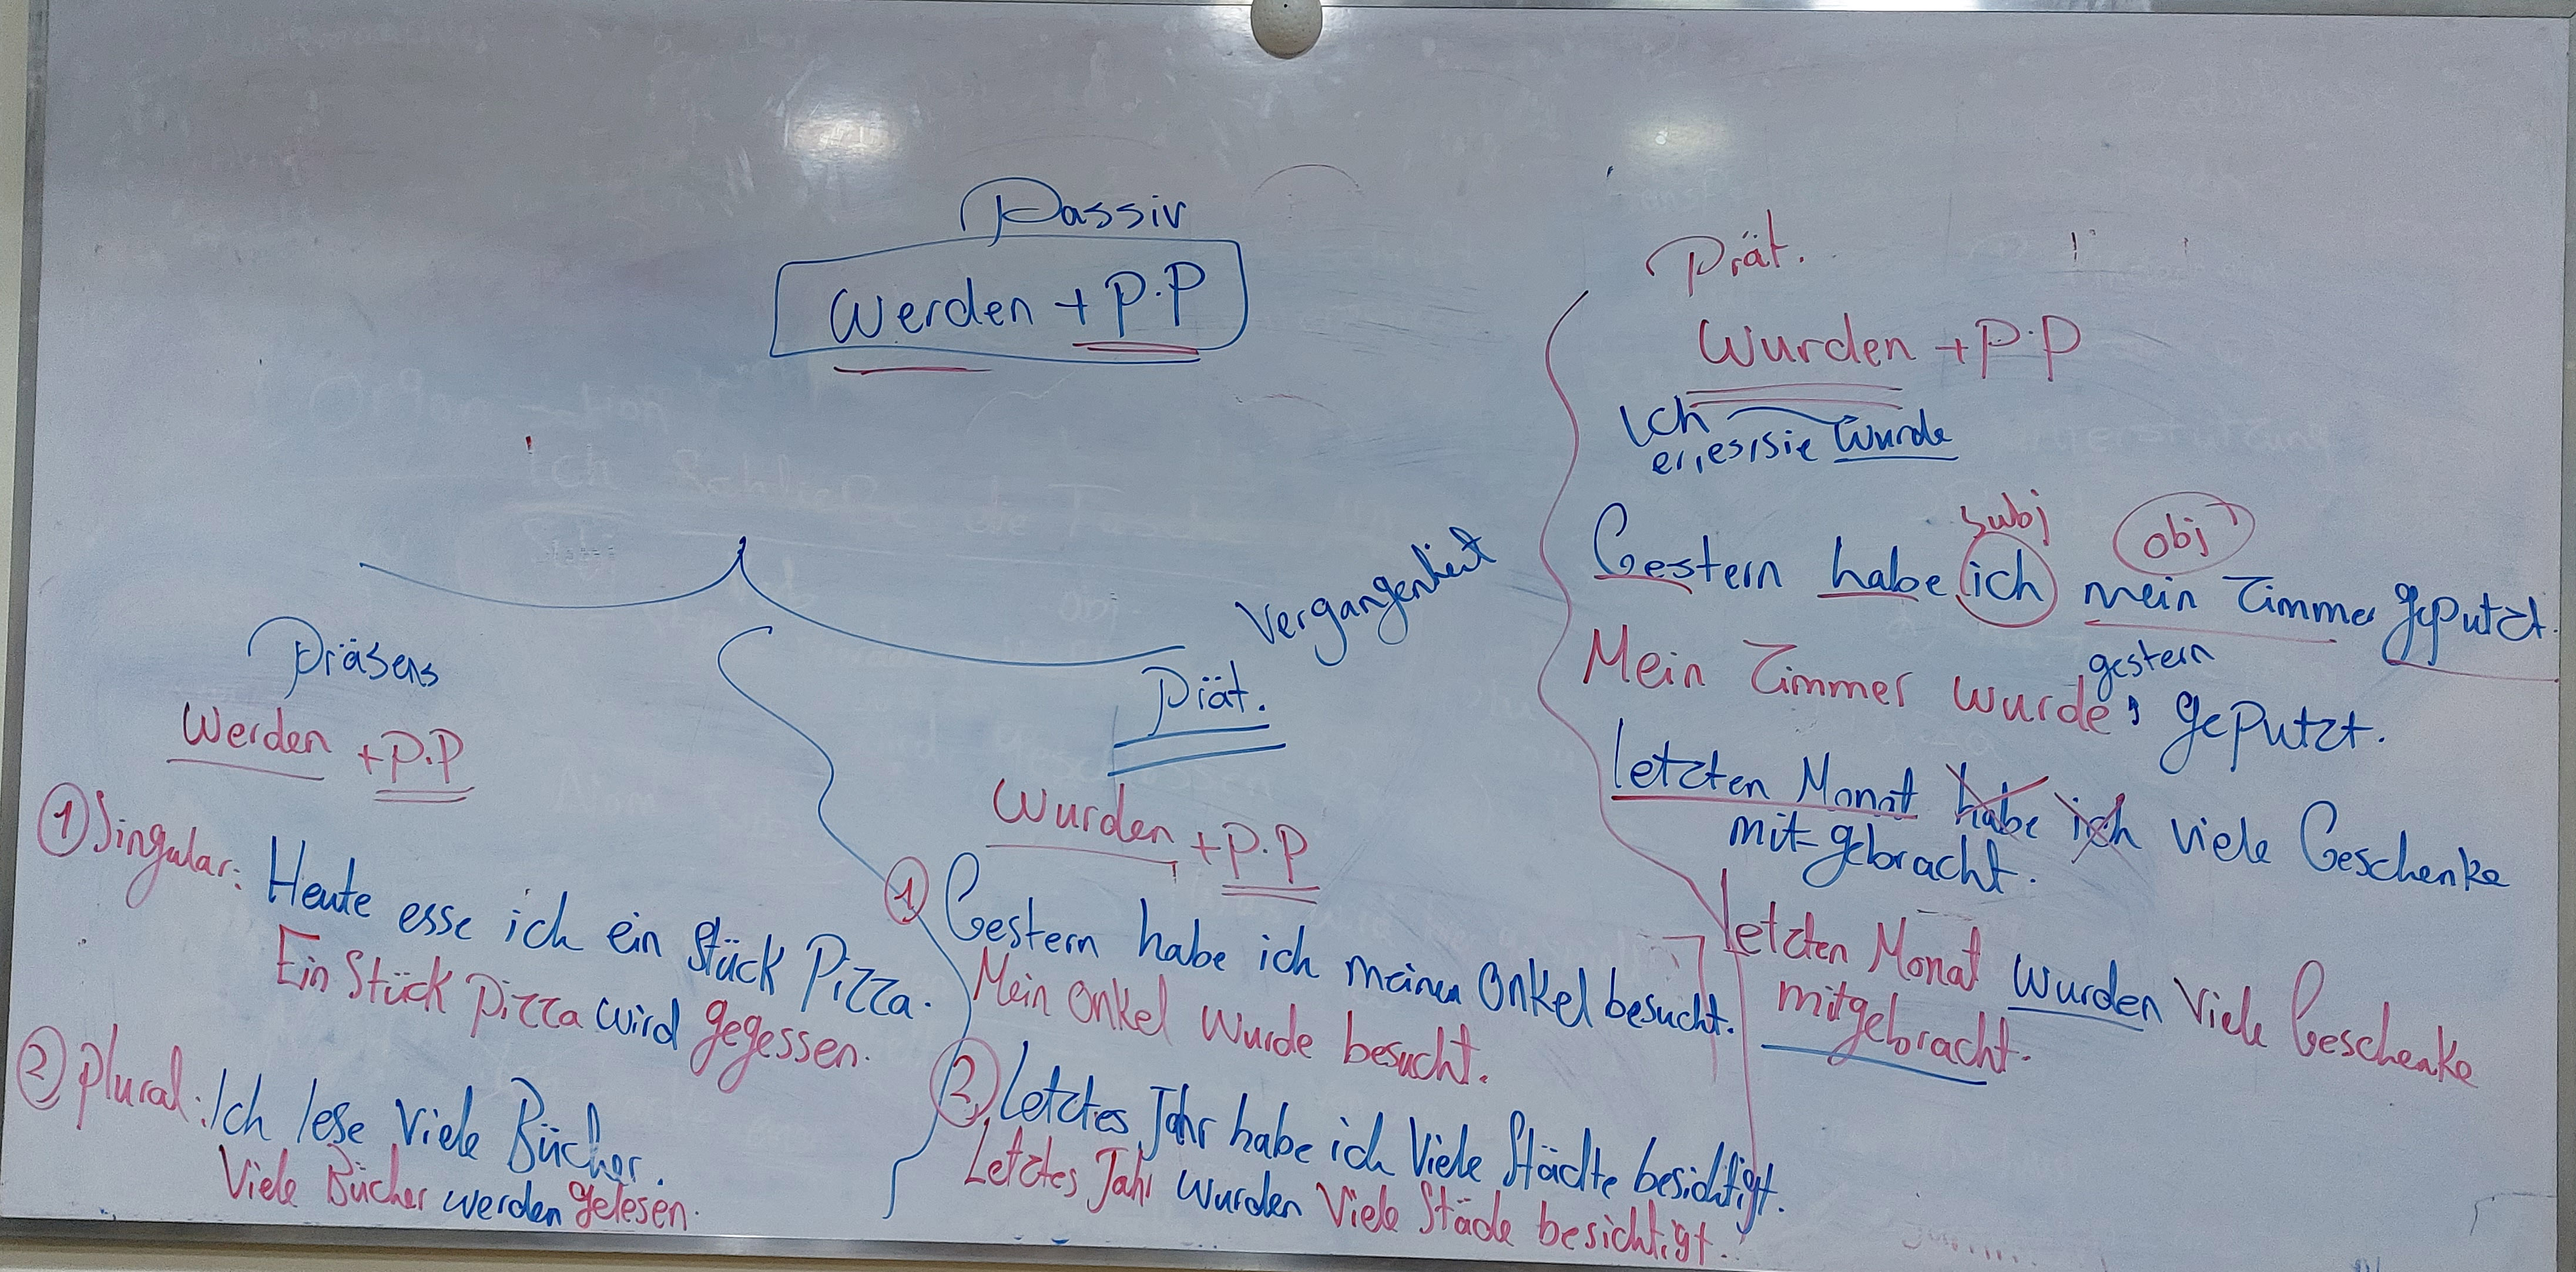 Passiv
Werden + P.P
Präsens
Werden + P.P
① Singular: Heute esse ich ein Stück Pizza.
Ein Stück Pizza wird gegessen.
② Plural: Ich lese viele Bücher.
Viele Bücher werden gelesen.
Vergangenheit
Prät.
Wurden + P.P
① Gestern habe ich meinen Onkel besucht.
Mein Onkel wurde besucht.
② Letztes Jahr habe ich viele Städte besichtigt.
Letztes Jahr wurden viele Städe besichtigt.
Prät.
Wurden + P.P
Ich
er,es,sie wurde
subj obj
Gestern habe ich mein Zimmer geputzt.
gestern
Mein Zimmer wurde, geputzt.
letzten Monat habe ich viele Geschenke
mitgebracht.
letzten Monat wurden viele Geschenke
mitgebracht.